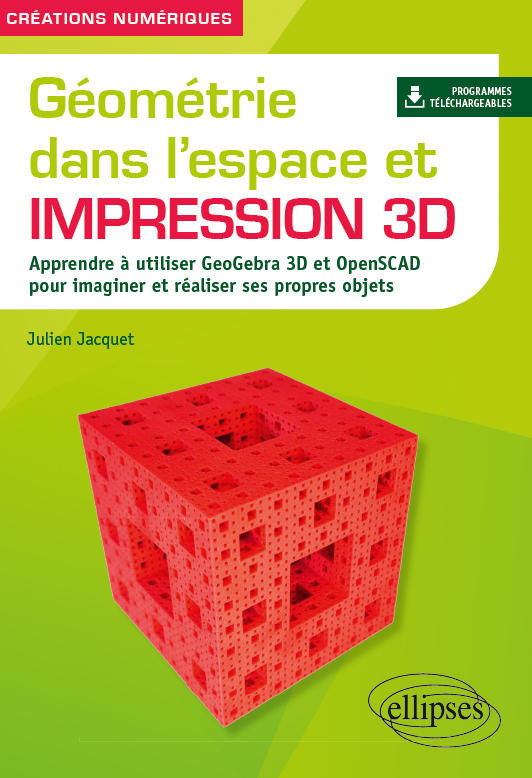 CRÉATIONS NUMÉRIQUES
Géométrie
dans l'espace et
IMPRESSION 3D
PROGRAMMES
TÉLÉCHARGEABLES
Apprendre à utiliser GeoGebra 3D et OpenSCAD
pour imaginer et réaliser ses propres objets
Julien Jacquet
ellipses